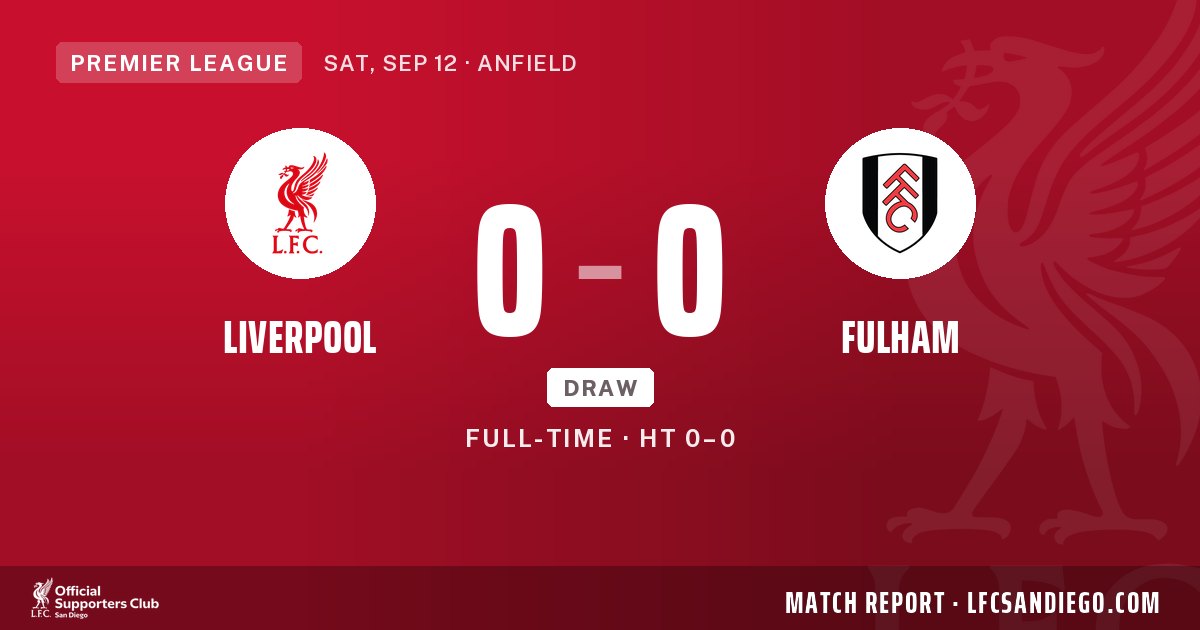 PREMIER LEAGUE
SAT, SEP 12 · ANFIELD
L.F.C.
FFC
0 – 0
LIVERPOOL
FULHAM
DRAW
FULL-TIME · HT 0–0
L.F.C.
Official
Supporters Club
San Diego
MATCH REPORT · LFCSANDIEGO.COM